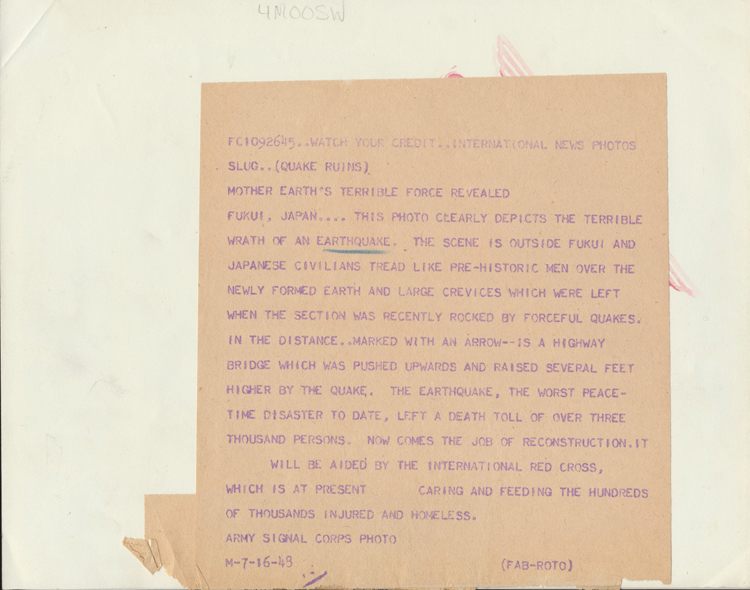 4M00SW
FC1092645..WATCH YOUR CREDIT..INTERNATIONAL NEWS PHOTOS
SLUG..(QUAKE RUINS)
MOTHER EARTH'S TERRIBLE FORCE REVEALED
FUKUI, JAPAN.... THIS PHOTO CLEARLY DEPICTS THE TERRIBLE
WRATH OF AN EARTHQUAKE. THE SCENE IS OUTSIDE FUKUI AND
JAPANESE CIVILIANS TREAD LIKE PRE-HISTORIC MEN OVER THE
NEWLY FORMED EARTH AND LARGE CREVICES WHICH WERE LEFT
WHEN THE SECTION WAS RECENTLY ROCKED BY FORCEFUL QUAKES.
IN THE DISTANCE..MARKED WITH AN ARROW--IS A HIGHWAY
BRIDGE WHICH WAS PUSHED UPWARDS AND RAISED SEVERAL FEET
HIGHER BY THE QUAKE. THE EARTHQUAKE, THE WORST PEACE-
TIME DISASTER TO DATE, LEFT A DEATH TOLL OF OVER THREE
THOUSAND PERSONS. NOW COMES THE JOB OF RECONSTRUCTION.IT
WILL BE AIDED BY THE INTERNATIONAL RED CROSS,
WHICH IS AT PRESENT CARING AND FEEDING THE HUNDREDS
OF THOUSANDS INJURED AND HOMELESS.
ARMY SIGNAL CORPS PHOTO
M-7-16-48 (FAB-ROTO)